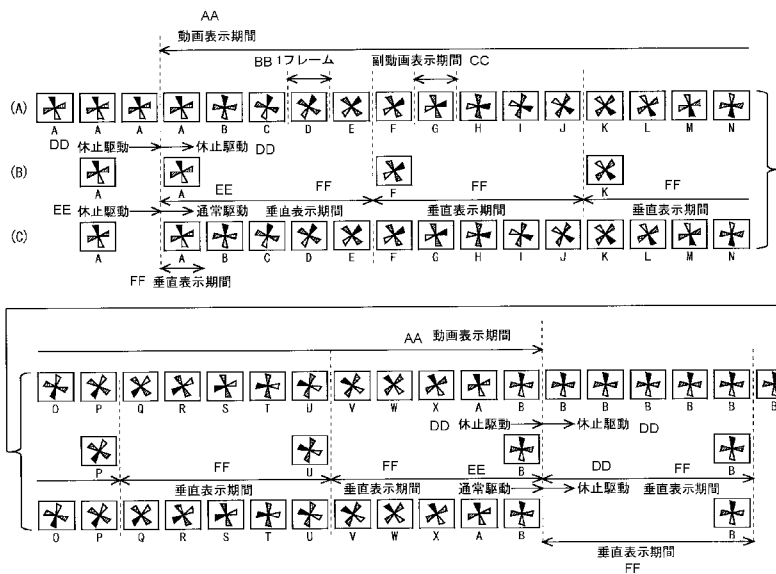 AA
動画表示期間
BB 1フレーム 副動画表示期間 CC
(A)
A A A A B C D E F G H I J K L M N
DD 休止駆動 休止駆動 DD
(B)
A A F K
EE FF FF FF
EE 休止駆動 通常駆動 垂直表示期間 垂直表示期間 垂直表示期間
(C)
A A B C D E F G H I J K L M N
FF 垂直表示期間
AA 動画表示期間
O P Q R S T U V W X A B B B B B B B
DD 休止駆動 休止駆動 DD
P U B B
FF FF EE DD FF
垂直表示期間 垂直表示期間 通常駆動 休止駆動 垂直表示期間
O P Q R S T U V W X A B B
垂直表示期間
FF